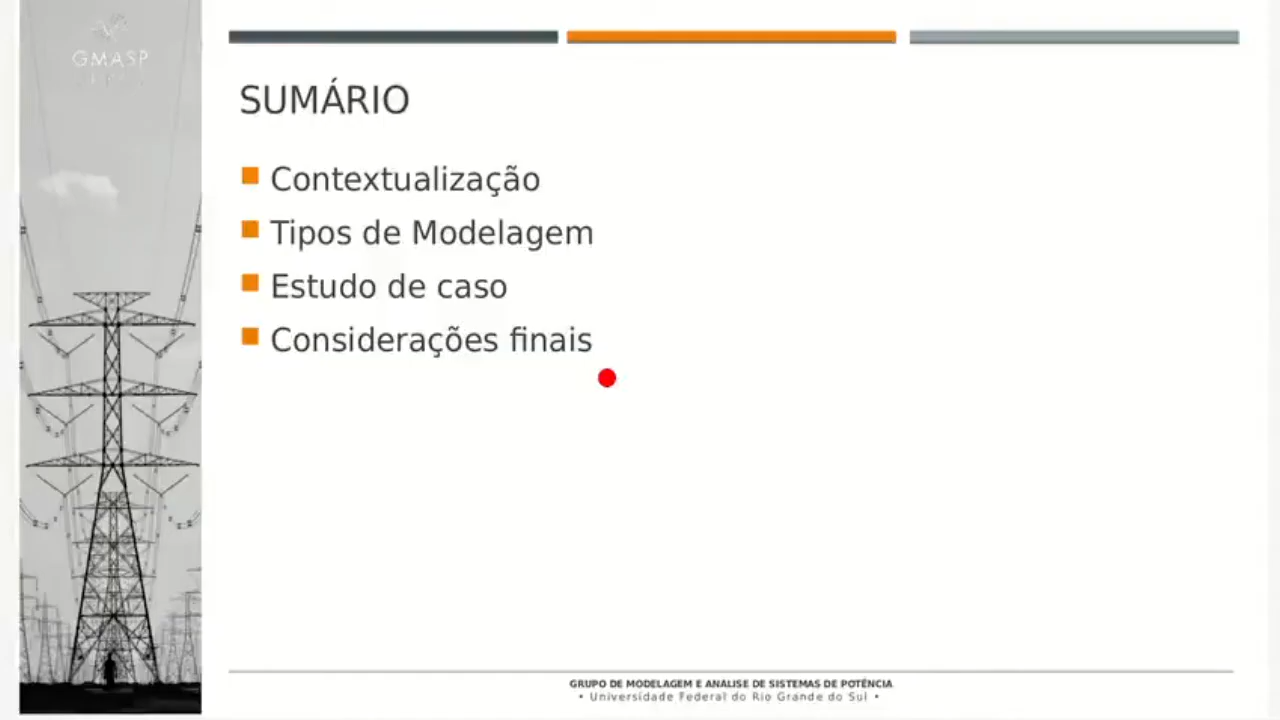 GMASP
SUMÁRIO
Contextualização
Tipos de Modelagem
Estudo de caso
Considerações finais
GRUPO DE MODELAGEM E ANÁLISE DE SISTEMAS DE POTÊNCIA
• Universidade Federal do Rio Grande do Sul •